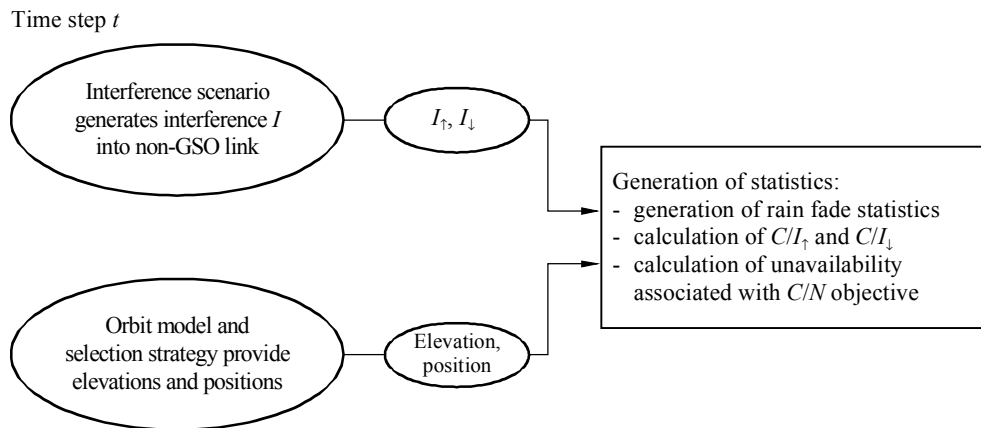 Time step t
Interference scenario
generates interference I
into non-GSO link
I↑, I↓
Generation of statistics:
- generation of rain fade statistics
- calculation of C/I↑ and C/I↓
- calculation of unavailability
associated with C/N objective
Orbit model and
selection strategy provide
elevations and positions
Elevation,
position